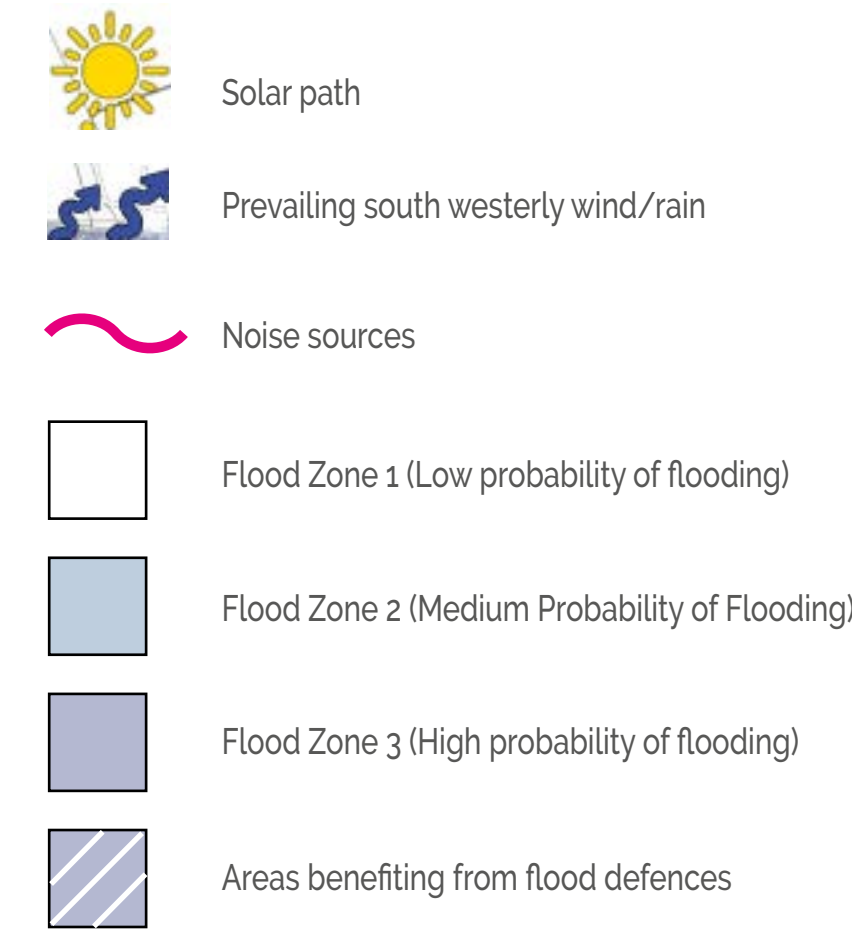 Solar path
Prevailing south westerly wind/rain
Noise sources
Flood Zone 1 (Low probability of flooding)
Flood Zone 2 (Medium Probability of Flooding)
Flood Zone 3 (High probability of flooding)
Areas benefiting from flood defences